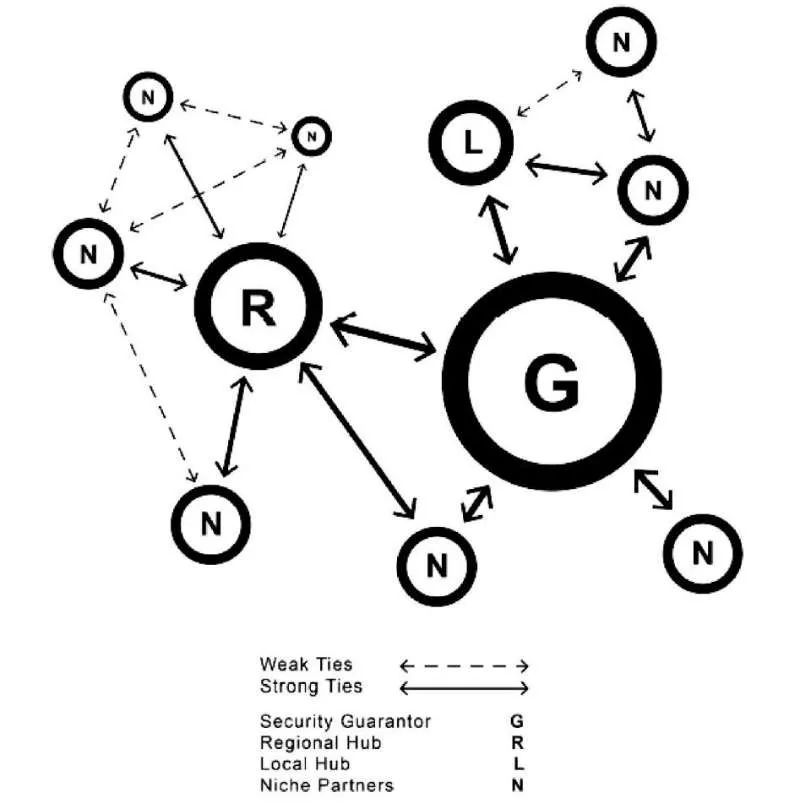 N
N
N
L
N
N
R
G
N
N
N
Weak Ties
Strong Ties
Security Guarantor G
Regional Hub R
Local Hub L
Niche Partners N